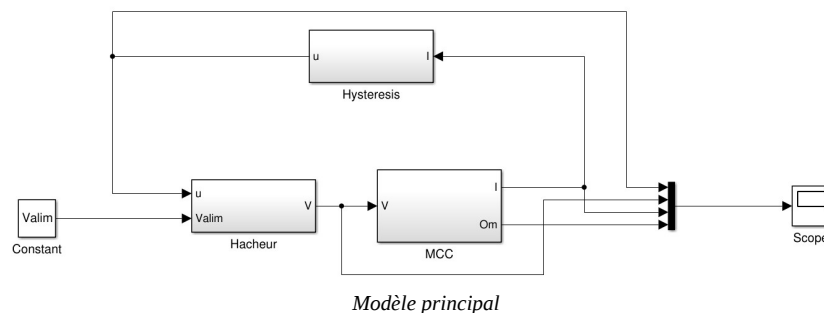 u
I
Hysteresis
u
Valim
V
Hacheur
Valim
Constant
V
I
Om
MCC
Scope
Modèle principal